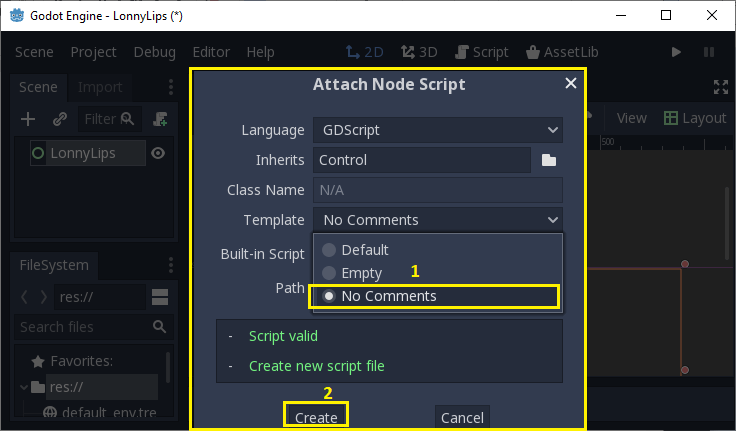 Godot Engine - LonnyLips (*)
Scene Project Debug Editor Help 2D 3D Script AssetLib
Scene Import
Filter
LonnyLips
FileSystem
res://
Search files
Favorites:
res://
default_env.tre
Attach Node Script
Language GDScript
Inherits Control
Class Name N/A
Template No Comments
Built-in Script
Path
Default
Empty 1
No Comments
- Script valid
- Create new script file
2
Create Cancel
View Layout
500